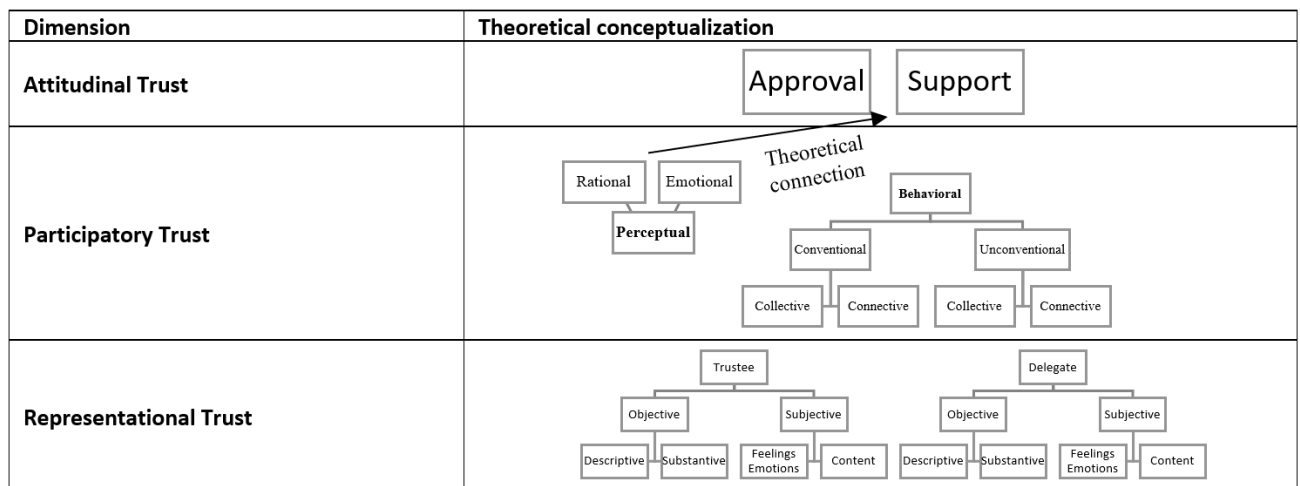 Dimension
Theoretical conceptualization
Attitudinal Trust
Approval
Support
Theoretical
connection
Participatory Trust
Rational
Emotional
Perceptual
Behavioral
Conventional
Unconventional
Collective
Connective
Collective
Connective
Representational Trust
Trustee
Delegate
Objective
Subjective
Objective
Subjective
Descriptive
Substantive
Feelings
Emotions
Content
Descriptive
Substantive
Feelings
Emotions
Content